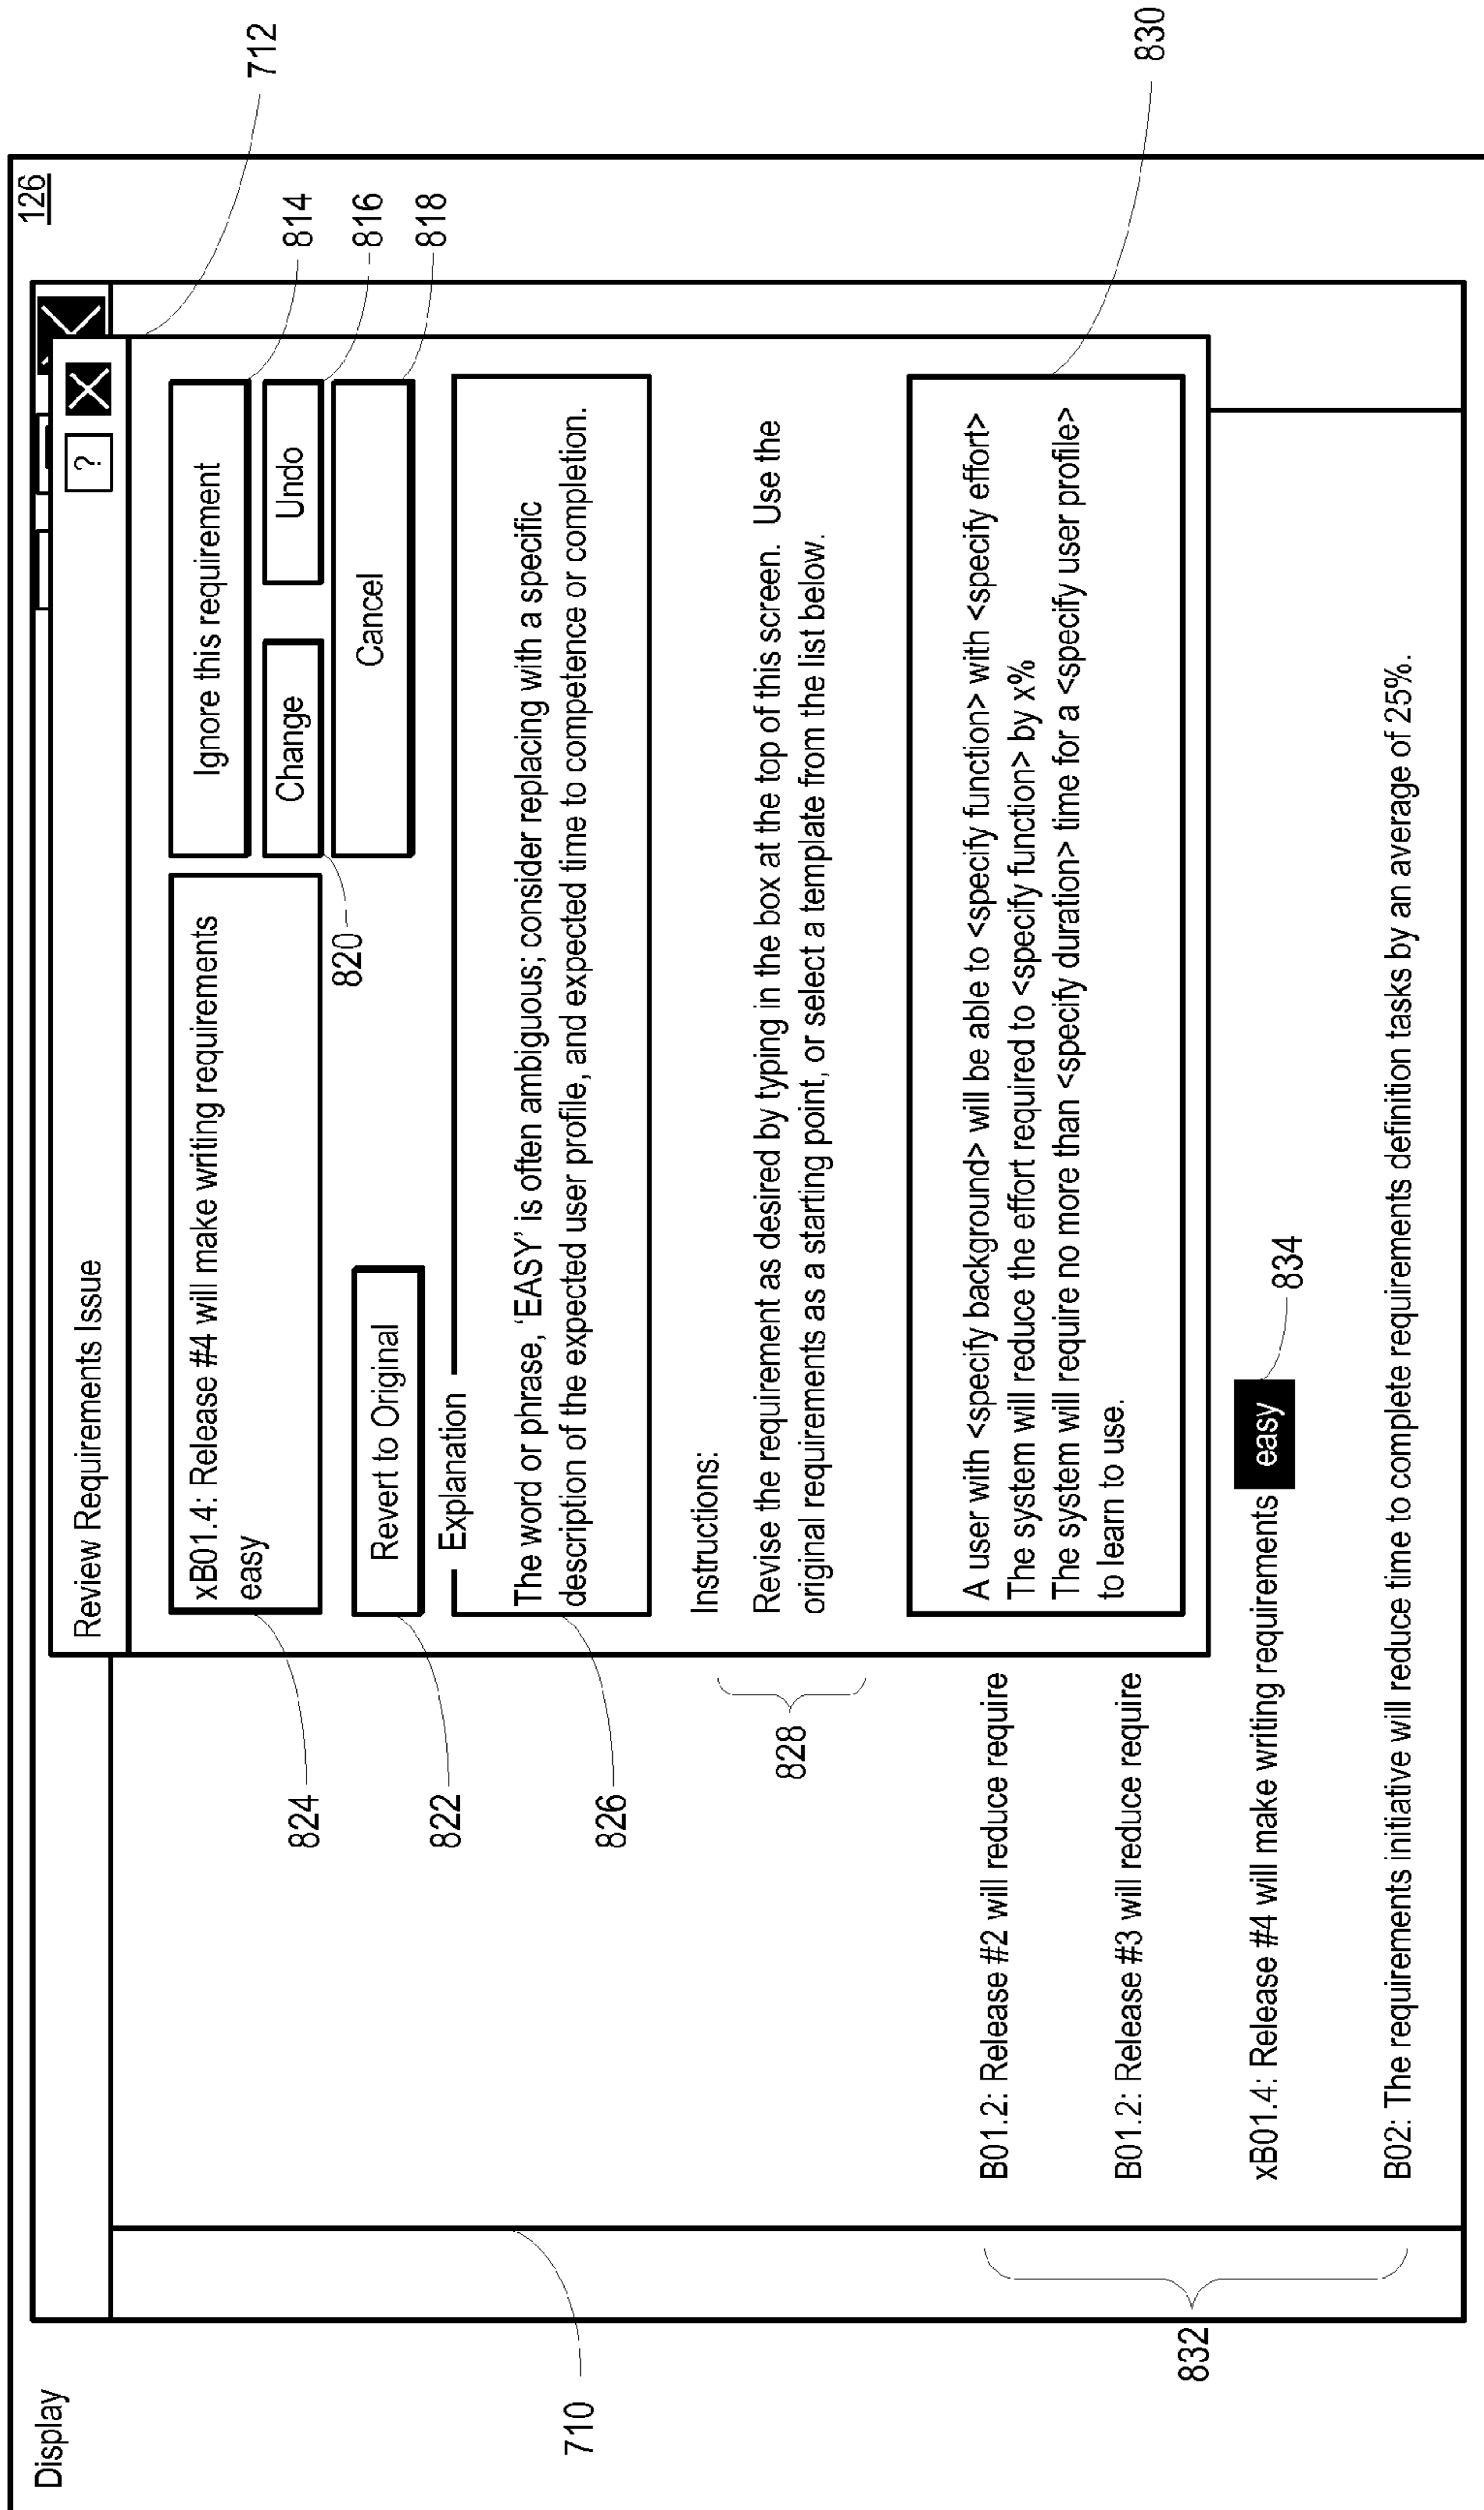 Display
126
712
Review Requirements Issue
?
xB01.4: Release #4 will make writing requirements
easy
Ignore this requirement
814
Change
Undo
816
820
Cancel
818
824
Revert to Original
822
Explanation
The word or phrase, ‘EASY’ is often ambiguous; consider replacing with a specific
description of the expected user profile, and expected time to competence or completion.
826
710
Instructions:
Revise the requirement as desired by typing in the box at the top of this screen. Use the
original requirements as a starting point, or select a template from the list below.
828
A user with <specify background> will be able to <specify function> with <specify effort>
The system will reduce the effort required to <specify function> by x%
The system will require no more than <specify duration> time for a <specify user profile>
to learn to use.
830
B01.2: Release #2 will reduce require
B01.2: Release #3 will reduce require
xB01.4: Release #4 will make writing requirements easy
834
B02: The requirements initiative will reduce time to complete requirements definition tasks by an average of 25%.
832